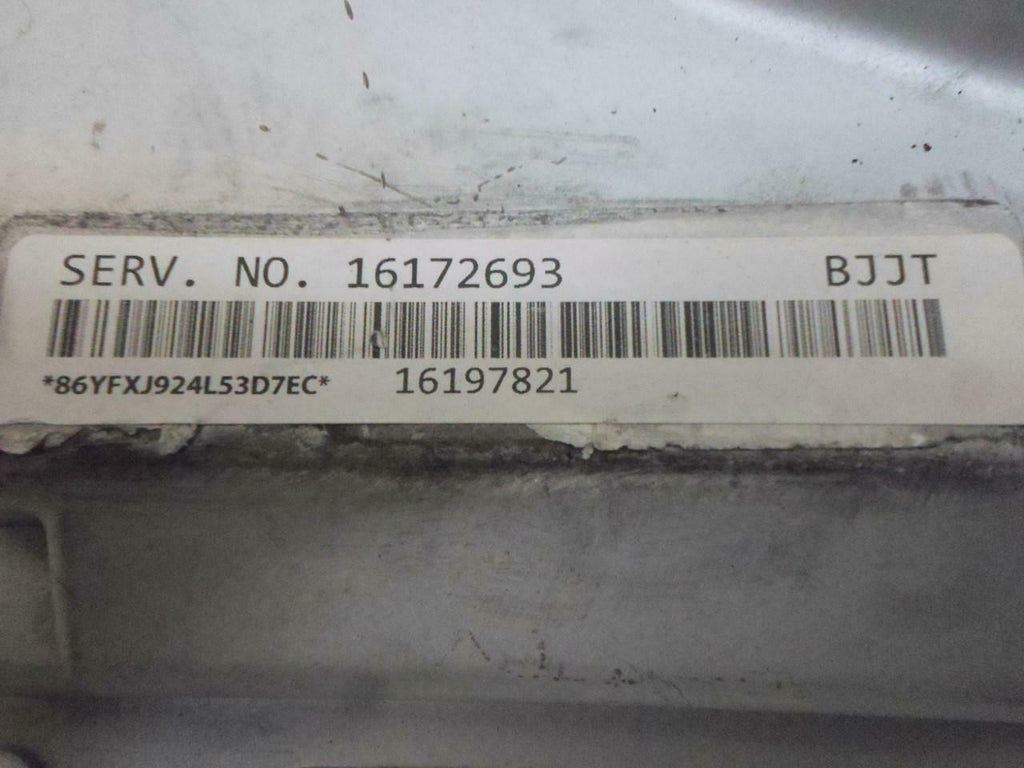 SERV. NO. 16172693 BJJT
*86YFXJ924L53D7EC* 16197821